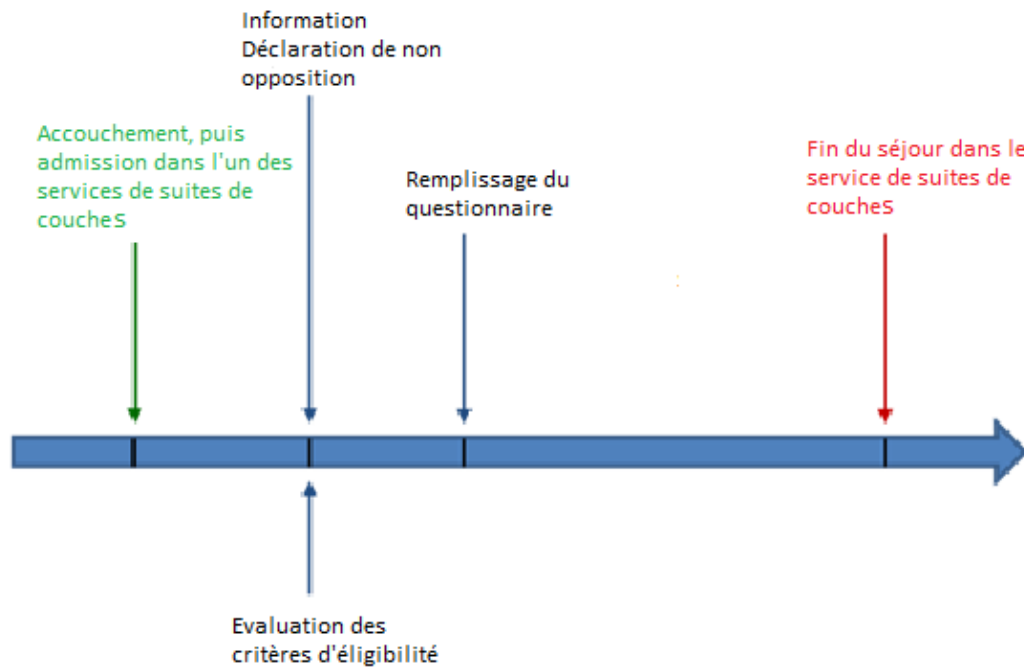 Information
Déclaration de non
opposition
Accouchement, puis
admission dans l'un des
services de suites de
couches
Remplissage du
questionnaire
Fin du séjour dans le
service de suites de
couches
Evaluation des
critères d'éligibilité